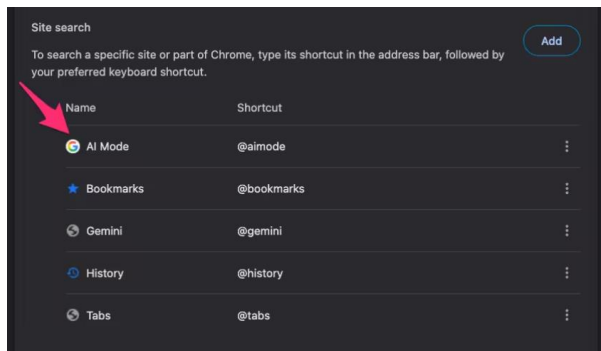 Site search
Add
To search a specific site or part of Chrome, type its shortcut in the address bar, followed by
your preferred keyboard shortcut.
Name Shortcut
AI Mode @aimode
Bookmarks @bookmarks
Gemini @gemini
History @history
Tabs @tabs